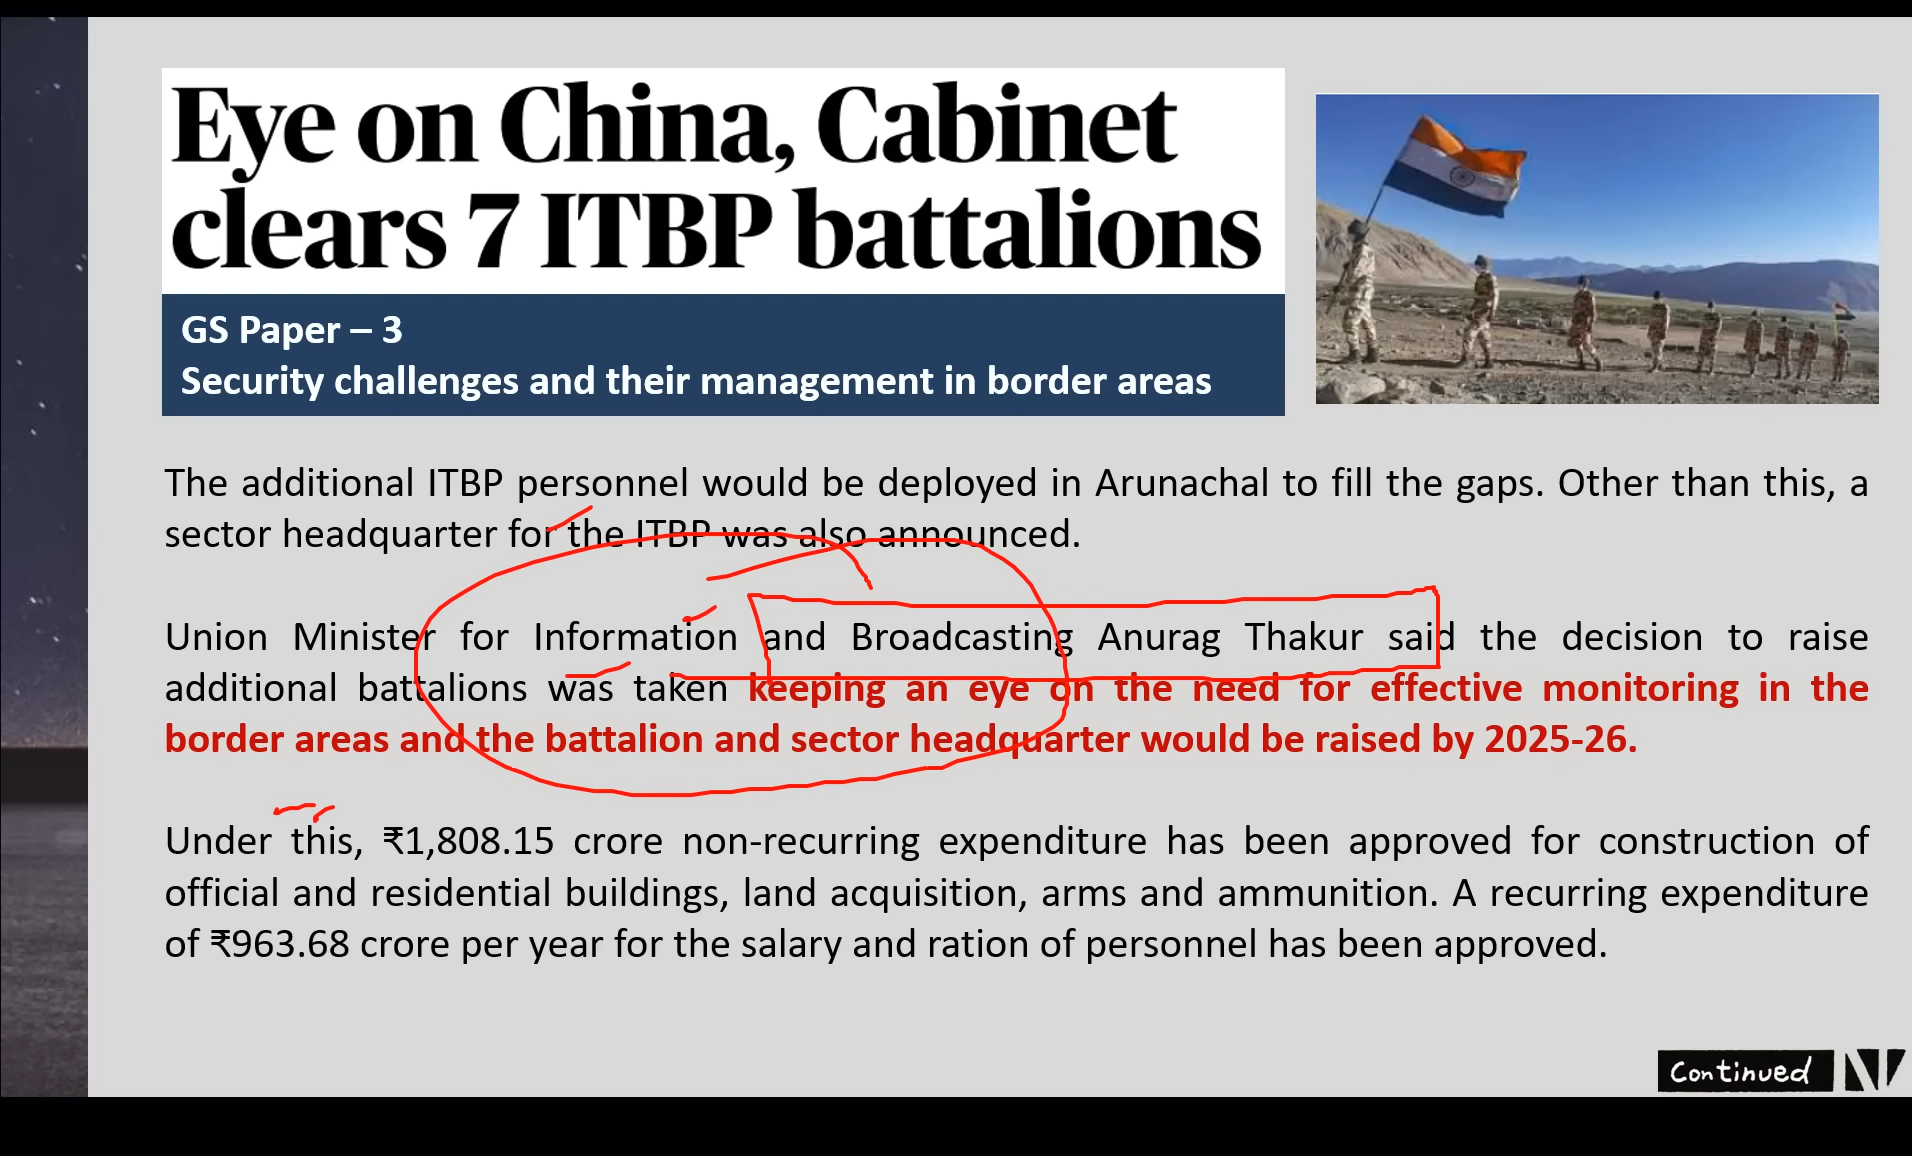 Eye on China, Cabinet
clears 7 ITBP battalions
GS Paper – 3
Security challenges and their management in border areas
The additional ITBP personnel would be deployed in Arunachal to fill the gaps. Other than this, a
sector headquarter for the ITBP was also announced.
Union Minister for Information and Broadcasting Anurag Thakur said the decision to raise
additional battalions was taken keeping an eye on the need for effective monitoring in the
border areas and the battalion and sector headquarter would be raised by 2025-26.
Under this, ₹1,808.15 crore non-recurring expenditure has been approved for construction of
official and residential buildings, land acquisition, arms and ammunition. A recurring expenditure
of ₹963.68 crore per year for the salary and ration of personnel has been approved.
Continued